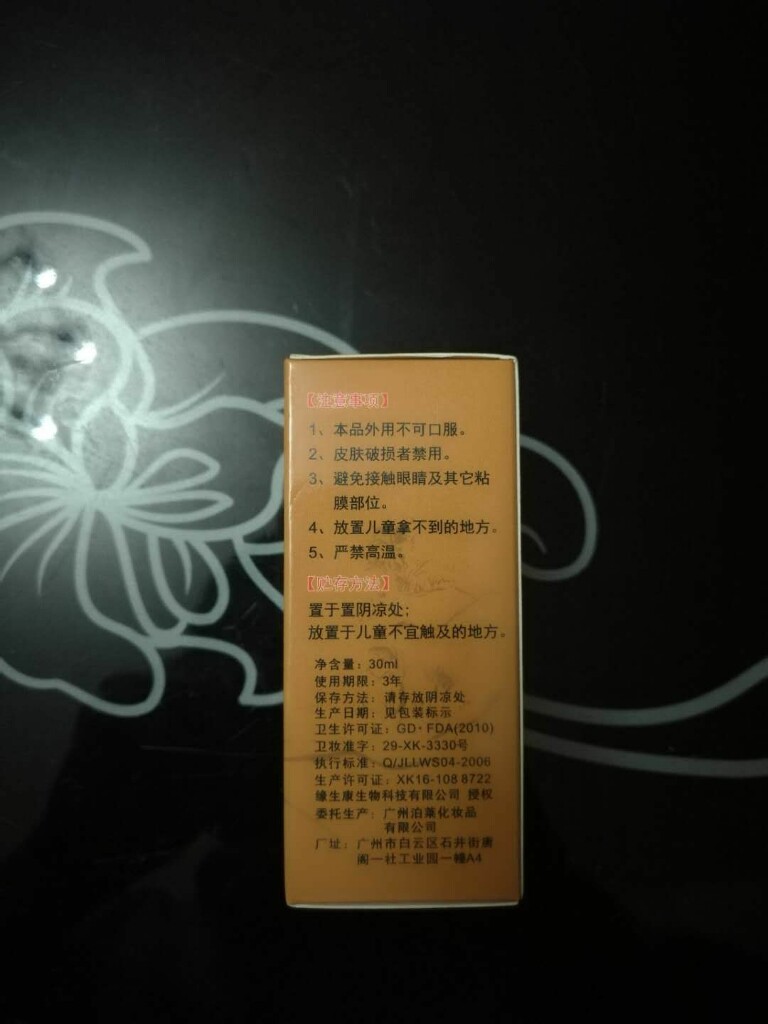 【注意事项】
1、本品外用不可口服。
2、皮肤破损者禁用。
3、避免接触眼睛及其它粘
膜部位。
4、放置儿童拿不到的地方。
5、严禁高温。
【贮存方法】
置于置阴凉处；
放置于儿童不宜触及的地方。
净含量：30ml
使用期限：3年
保存方法：请存放阴凉处
生产日期：见包装标示
卫生许可证：GD·FDA(2010)
卫妆准字：29-XK-3330号
执行标准：Q/JLLWS04-2006
生产许可证：XK16-108 8722
缘生康生物科技有限公司 授权
委托生产：广州泊莱化妆品
有限公司
厂址：广州市白云区石井街唐
阁一社工业园一幢A4